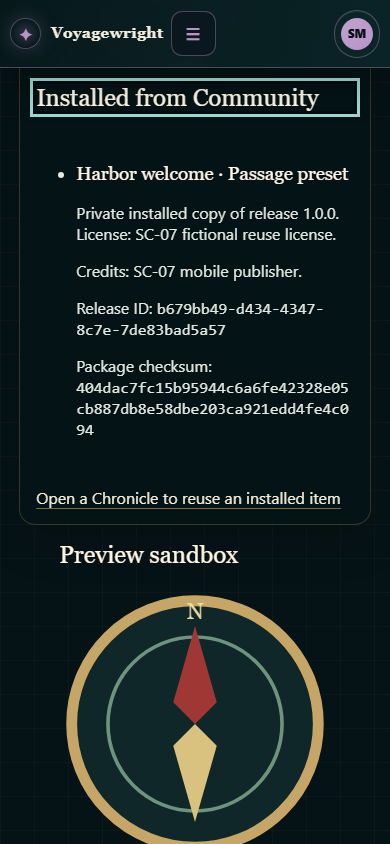 Voyagewright
SM
Installed from Community
Harbor welcome · Passage preset
Private installed copy of release 1.0.0.
License: SC-07 fictional reuse license.
Credits: SC-07 mobile publisher.
Release ID: b679bb49-d434-4347-
8c7e-7de83bad5a57
Package checksum:
404dac7fc15b95944c6a6fe42328e05
cb887db8e58dbe203ca921edd4fe4c0
94
Open a Chronicle to reuse an installed item
Preview sandbox
N